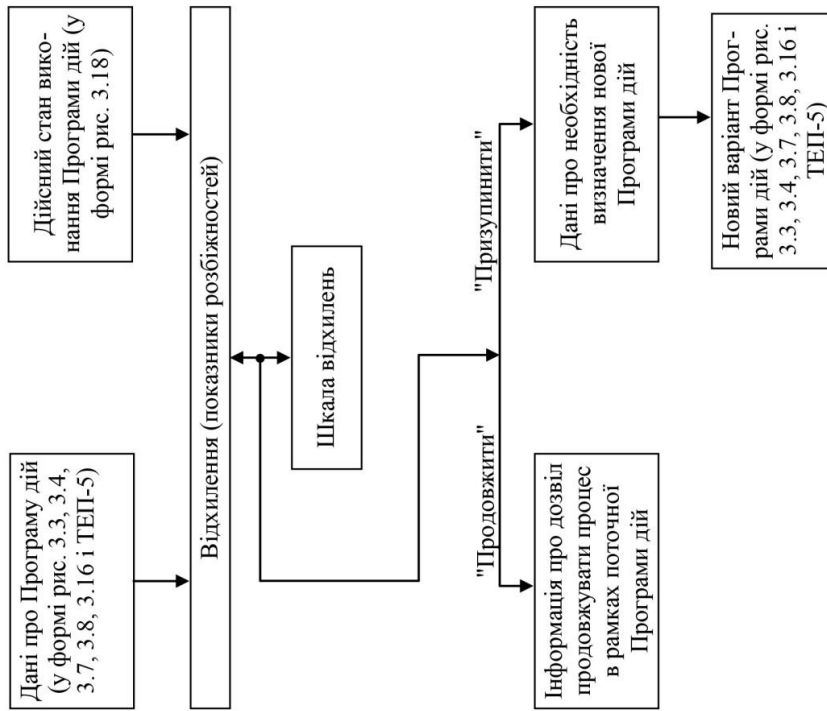 Дані про Програму дій
(у формі рис. 3.3, 3.4,
3.7, 3.8, 3.16 і ТЕП-5)
Дійсний стан вико-
нання Програми дій (у
формі рис. 3.18)
Відхилення (показники розбіжностей)
Шкала відхилень
"Продовжити"
"Призупинити"
Інформація про дозвіл
продовжувати процес
в рамках поточної
Програми дій
Дані про необхідність
визначення нової
Програми дій
Новий варіант Прог-
рами дій (у формі рис.
3.3, 3.4, 3.7, 3.8, 3.16 і
ТЕП-5)